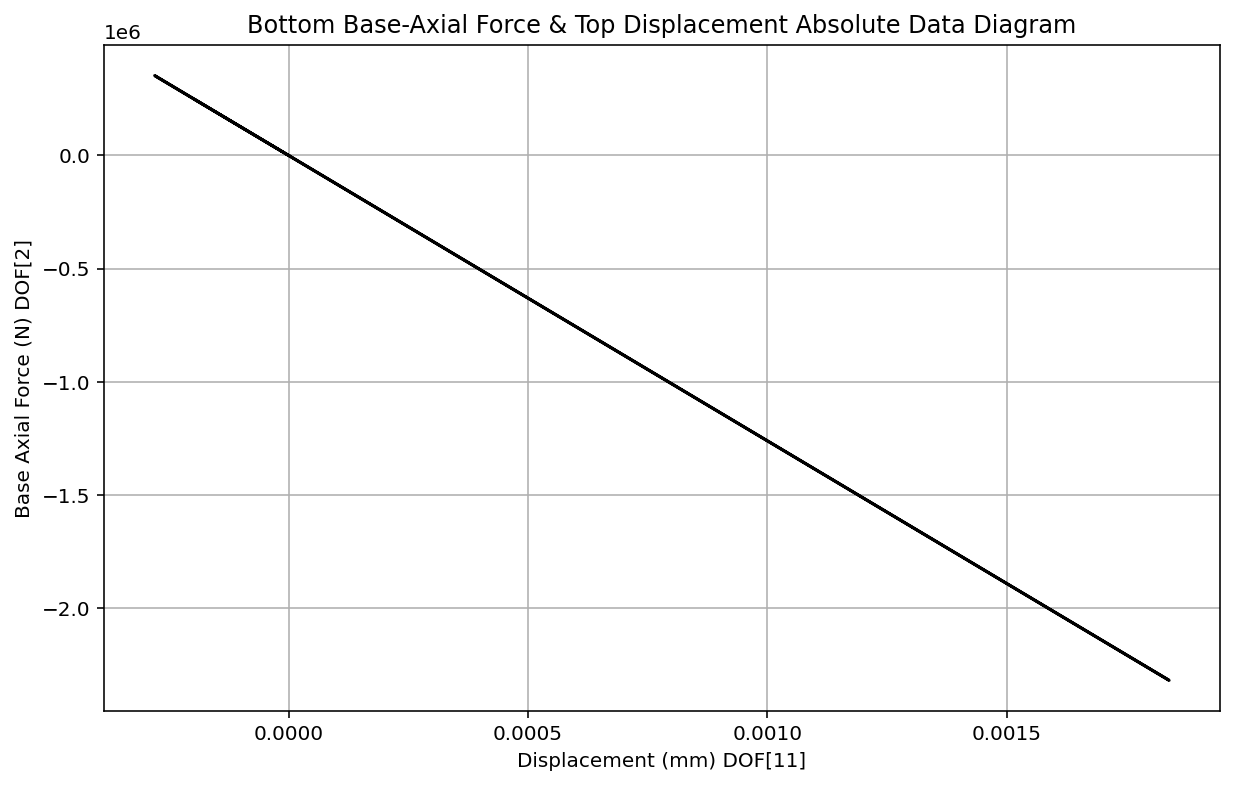 Bottom Base-Axial Force & Top Displacement Absolute Data Diagram
1e6
0.0
−0.5
−1.0
−1.5
−2.0
Base Axial Force (N) DOF[2]
0.0000 0.0005 0.0010 0.0015
Displacement (mm) DOF[11]